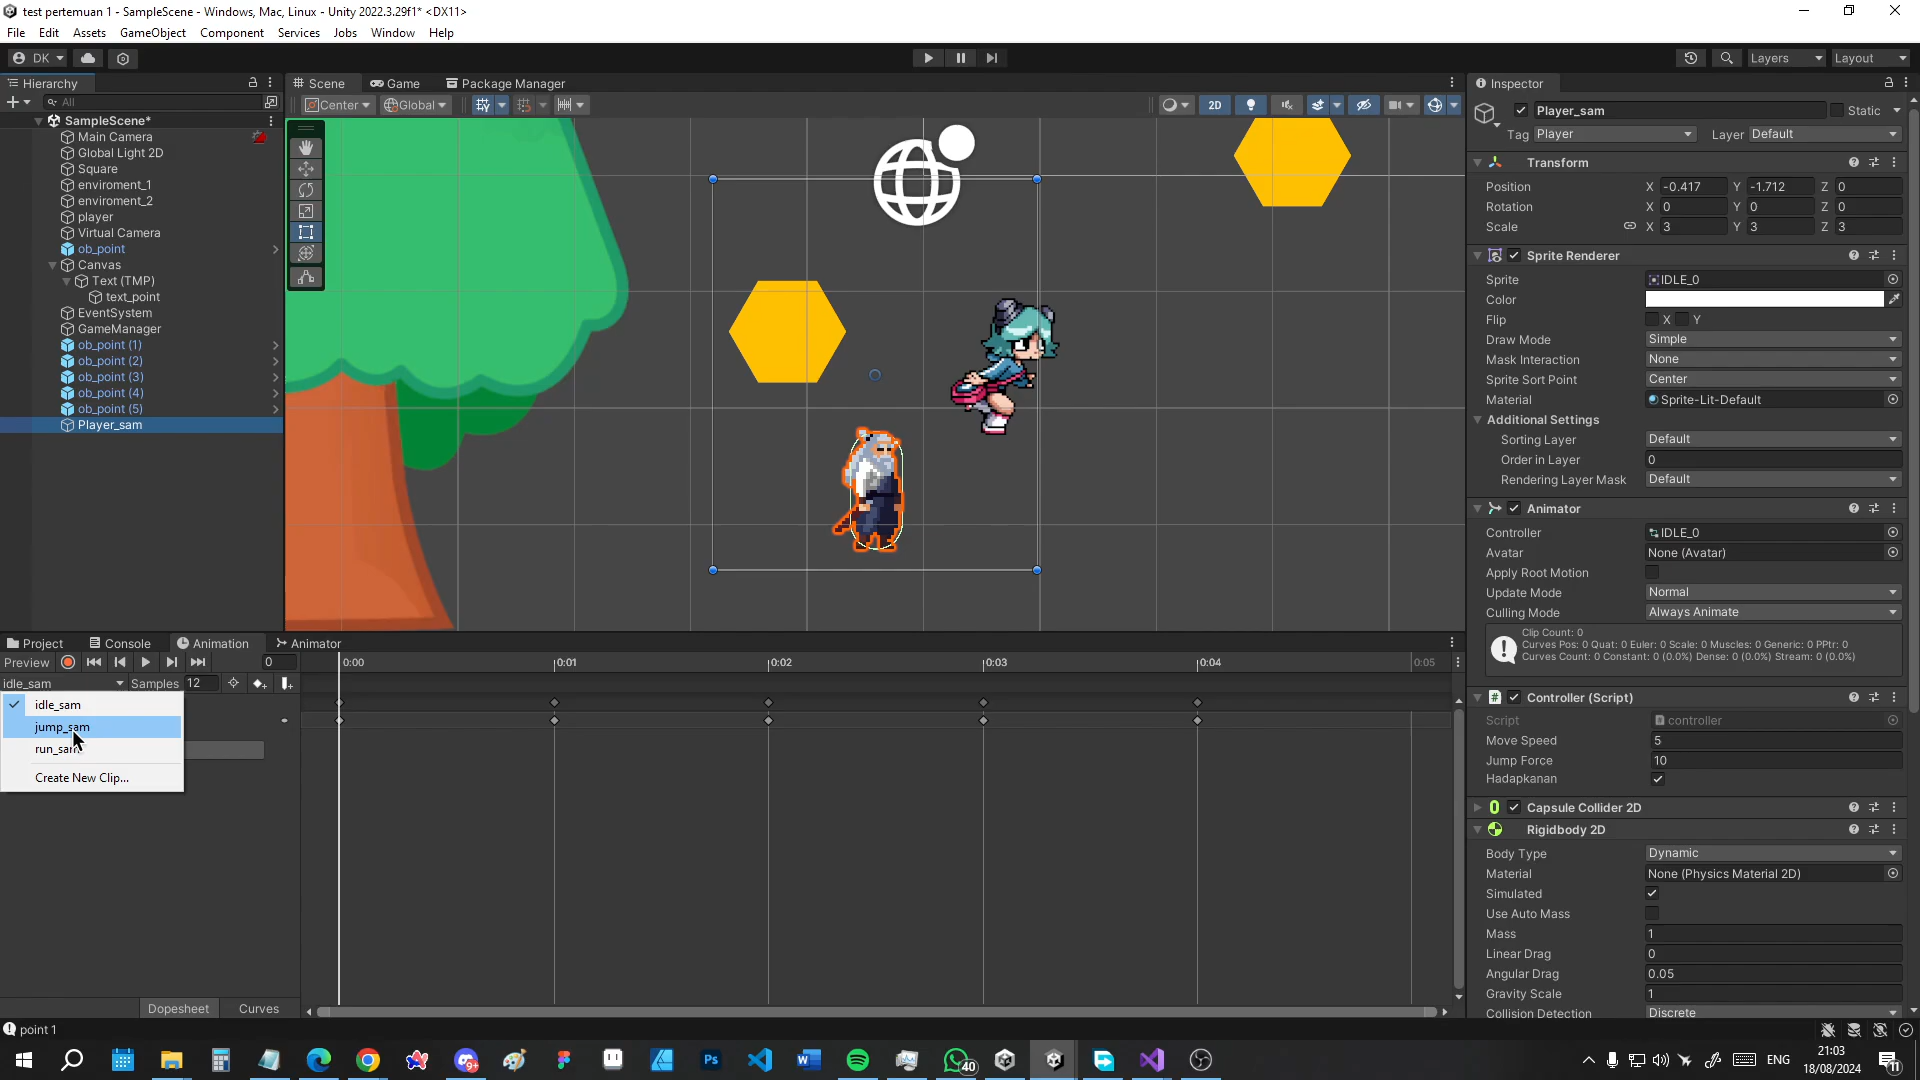 test pertemuan 1 - SampleScene - Windows, Mac, Linux - Unity 2022.3.29f1* <DX11>
File Edit Assets GameObject Component Services Jobs Window Help
DK Layers Layout
Hierarchy Scene Game Package Manager Inspector
All Center Global 2D Player_sam Static
SampleScene*
Main Camera
Global Light 2D
Square
enviroment_1
enviroment_2
player
Virtual Camera
ob_point
Canvas
Text (TMP)
text_point
EventSystem
GameManager
ob_point (1)
ob_point (2)
ob_point (3)
ob_point (4)
ob_point (5)
Player_sam
Tag Player Layer Default
Transform
Position X -0.417 Y -1.712 Z 0
Rotation X 0 Y 0 Z 0
Scale X 3 Y 3 Z 3
Sprite Renderer
Sprite IDLE_0
Color
Flip X Y
Draw Mode Simple
Mask Interaction None
Sprite Sort Point Center
Material Sprite-Lit-Default
Additional Settings
Sorting Layer Default
Order in Layer 0
Rendering Layer Mask Default
Animator
Controller IDLE_0
Avatar None (Avatar)
Apply Root Motion
Update Mode Normal
Culling Mode Always Animate
Clip Count: 0
Curves Pos: 0 Quat: 0 Euler: 0 Scale: 0 Muscles: 0 Generic: 0 PPtr: 0
Curves Count: 0 Constant: 0 (0.0%) Dense: 0 (0.0%) Stream: 0 (0.0%)
Controller (Script)
Script controller
Move Speed 5
Jump Force 10
Hadapkanan
Capsule Collider 2D
Rigidbody 2D
Body Type Dynamic
Material None (Physics Material 2D)
Simulated
Use Auto Mass
Mass 1
Linear Drag 0
Angular Drag 0.05
Gravity Scale 1
Collision Detection Discrete
Project Console Animation Animator
Preview 0 0:00 0:01 0:02 0:03 0:04 0:05
idle_sam Samples 12
idle_sam
jump_sam
run_sam
Create New Clip...
Dopesheet Curves
point 1
Ps 9+ 40 ENG 21:03
18/08/2024 11